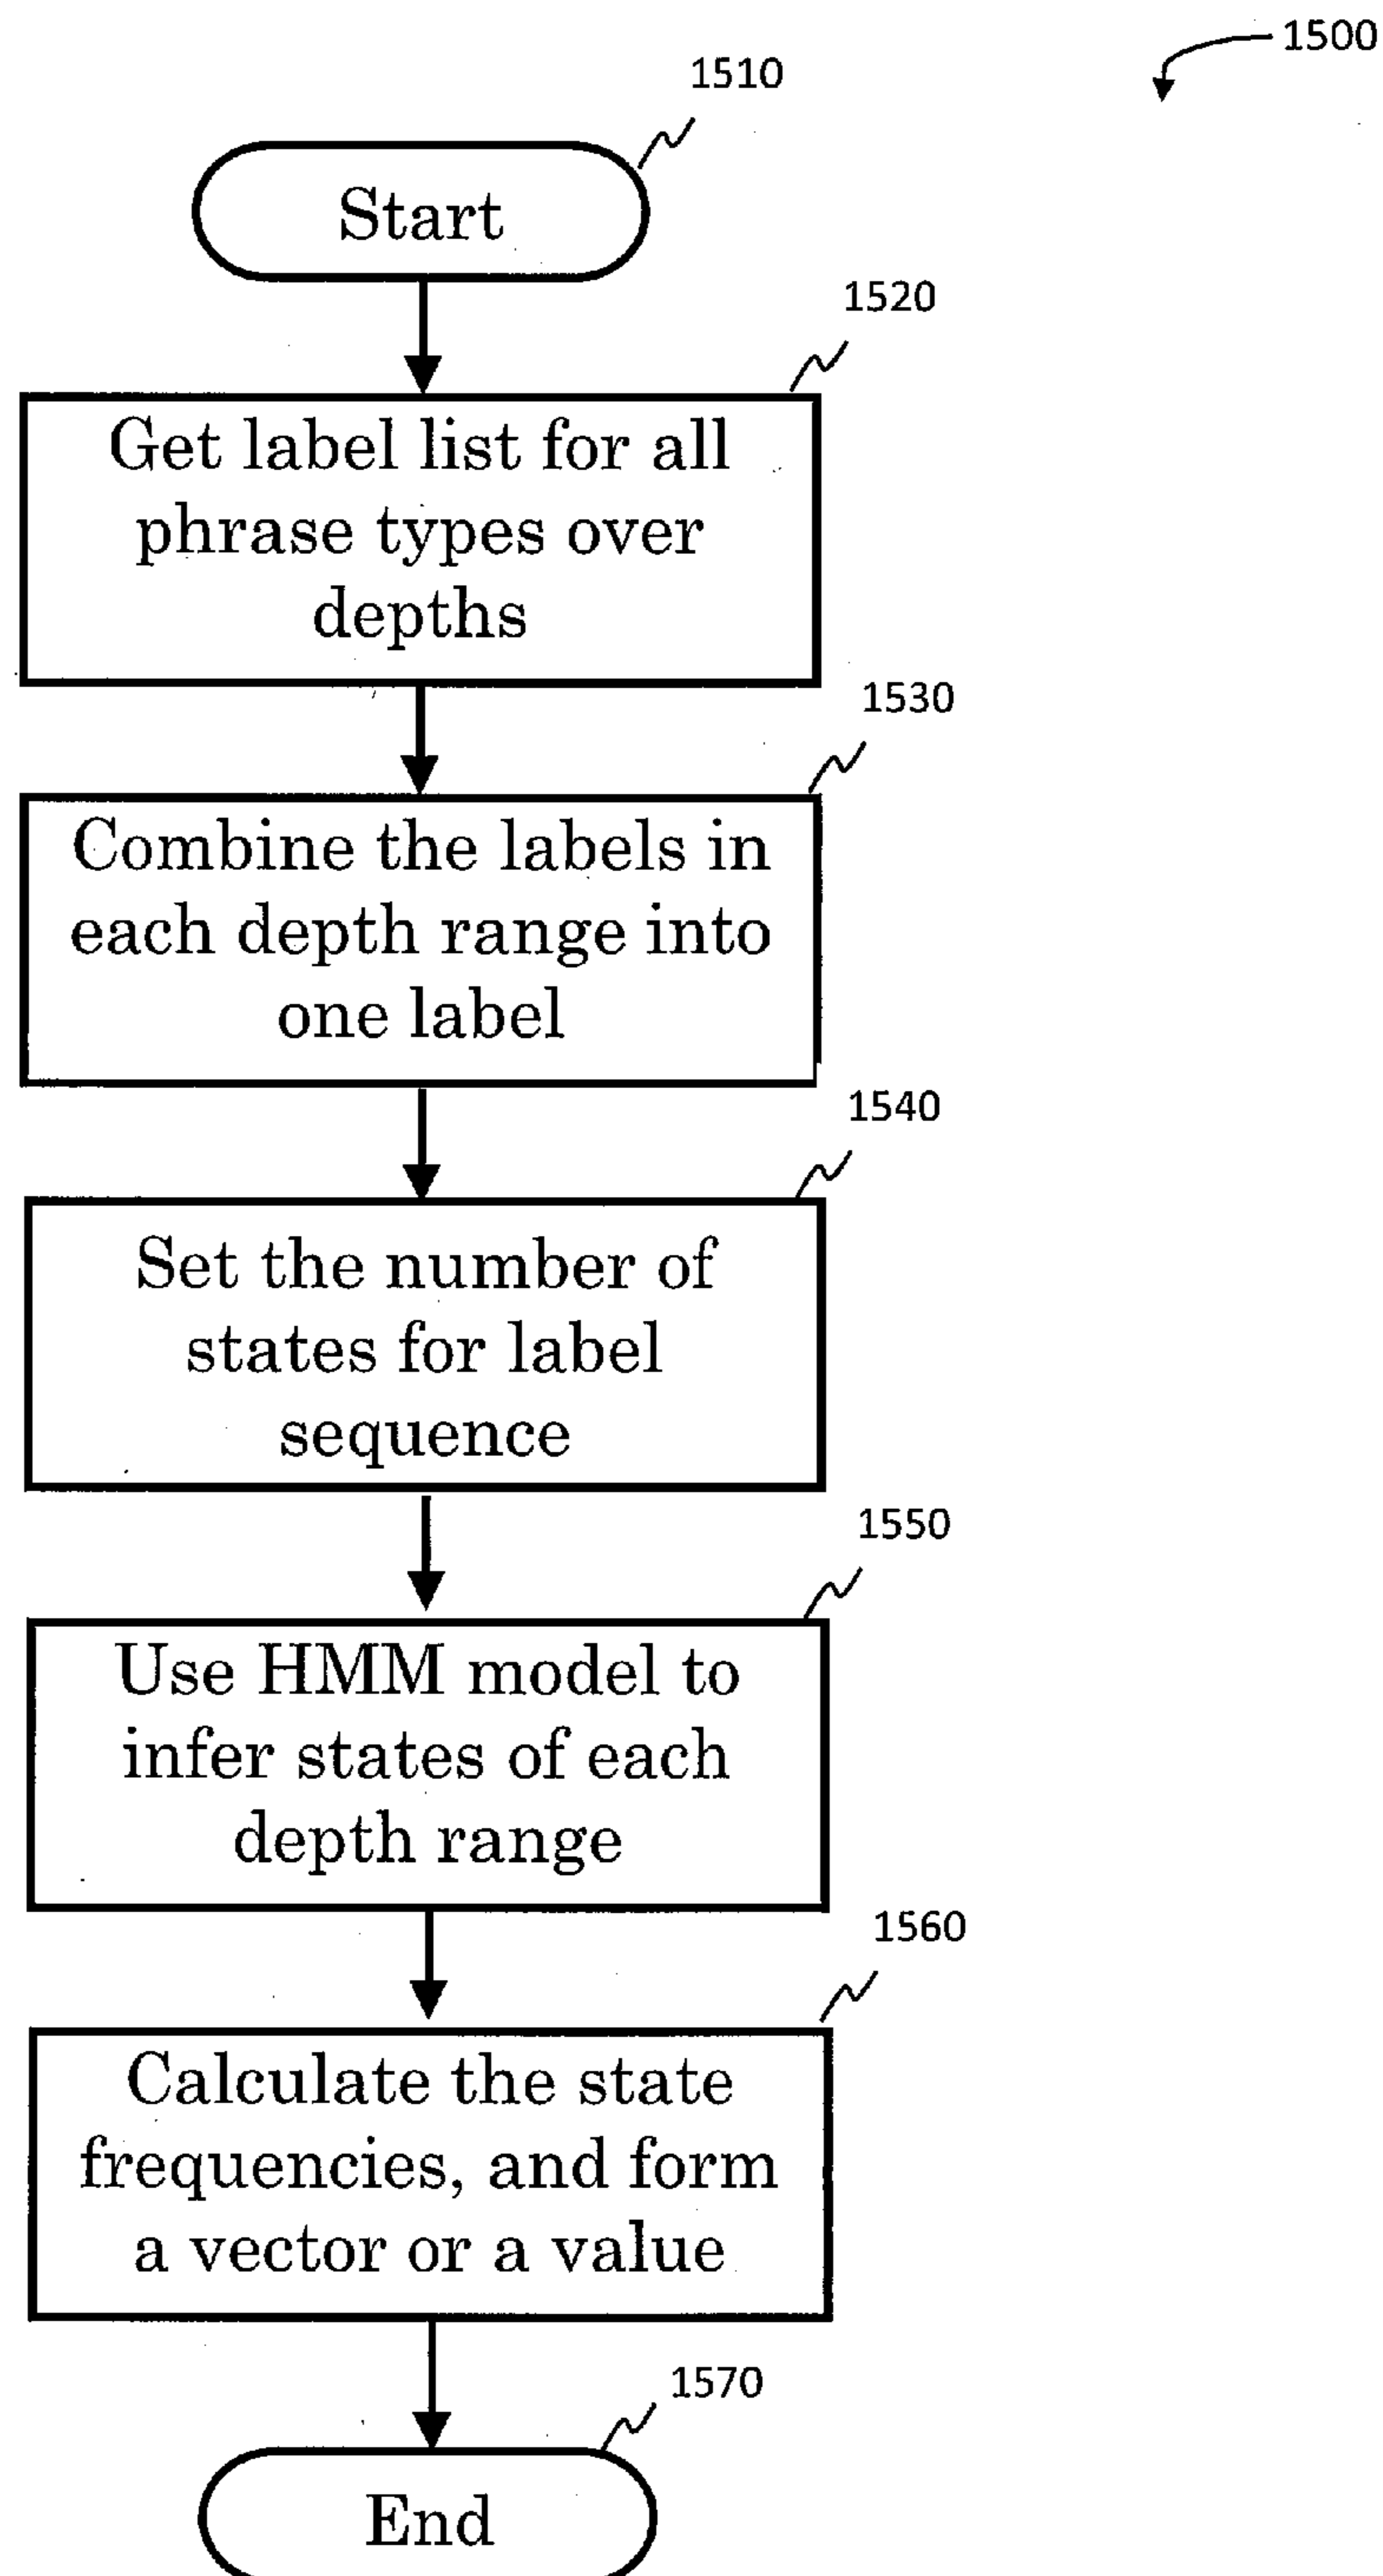 1500
1510
Start
1520
Get label list for all
phrase types over
depths
1530
Combine the labels in
each depth range into
one label
1540
Set the number of
states for label
sequence
1550
Use HMM model to
infer states of each
depth range
1560
Calculate the state
frequencies, and form
a vector or a value
1570
End